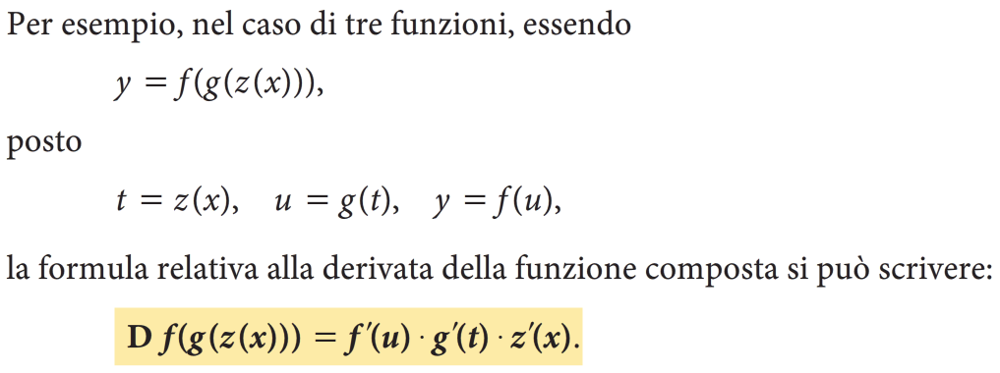 Per esempio, nel caso di tre funzioni, essendo
y = f(g(z(x))),
posto
t = z(x), u = g(t), y = f(u),
la formula relativa alla derivata della funzione composta si può scrivere:
D f(g(z(x))) = f′(u) · g′(t) · z′(x).